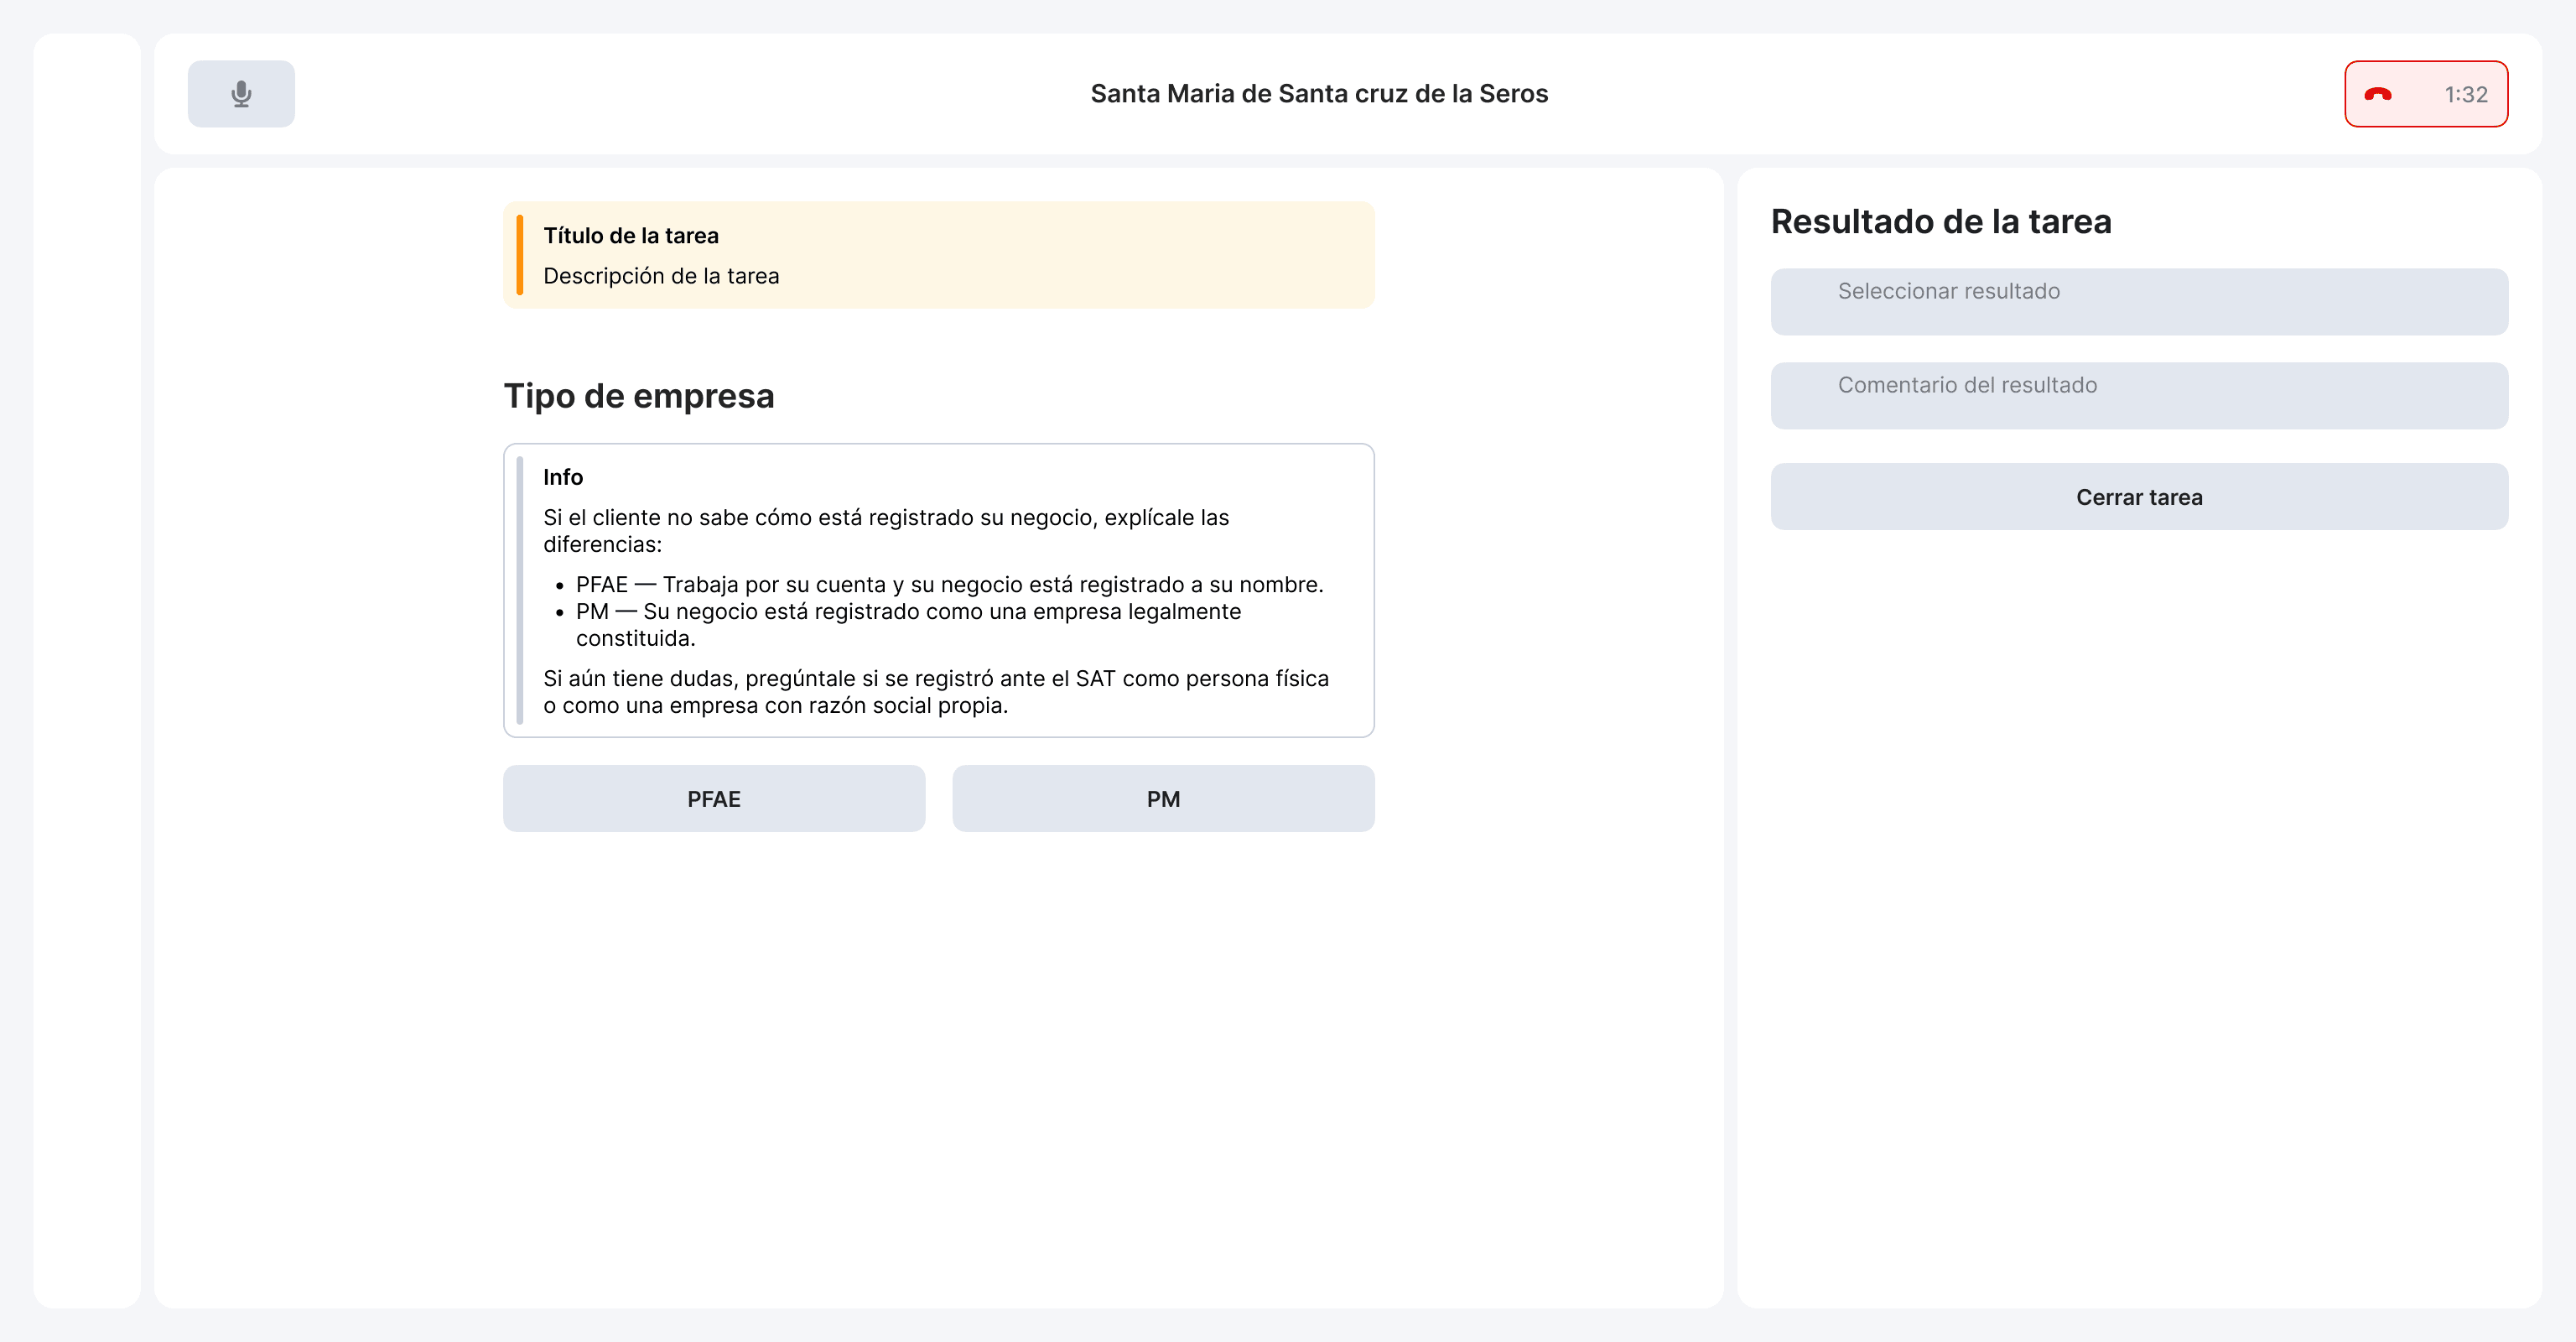 Santa Maria de Santa cruz de la Seros
1:32
Título de la tarea
Descripción de la tarea
Tipo de empresa
Info
Si el cliente no sabe cómo está registrado su negocio, explícale las
diferencias:
• PFAE — Trabaja por su cuenta y su negocio está registrado a su nombre.
• PM — Su negocio está registrado como una empresa legalmente
constituida.
Si aún tiene dudas, pregúntale si se registró ante el SAT como persona física
o como una empresa con razón social propia.
PFAE
PM
Resultado de la tarea
Seleccionar resultado
Comentario del resultado
Cerrar tarea